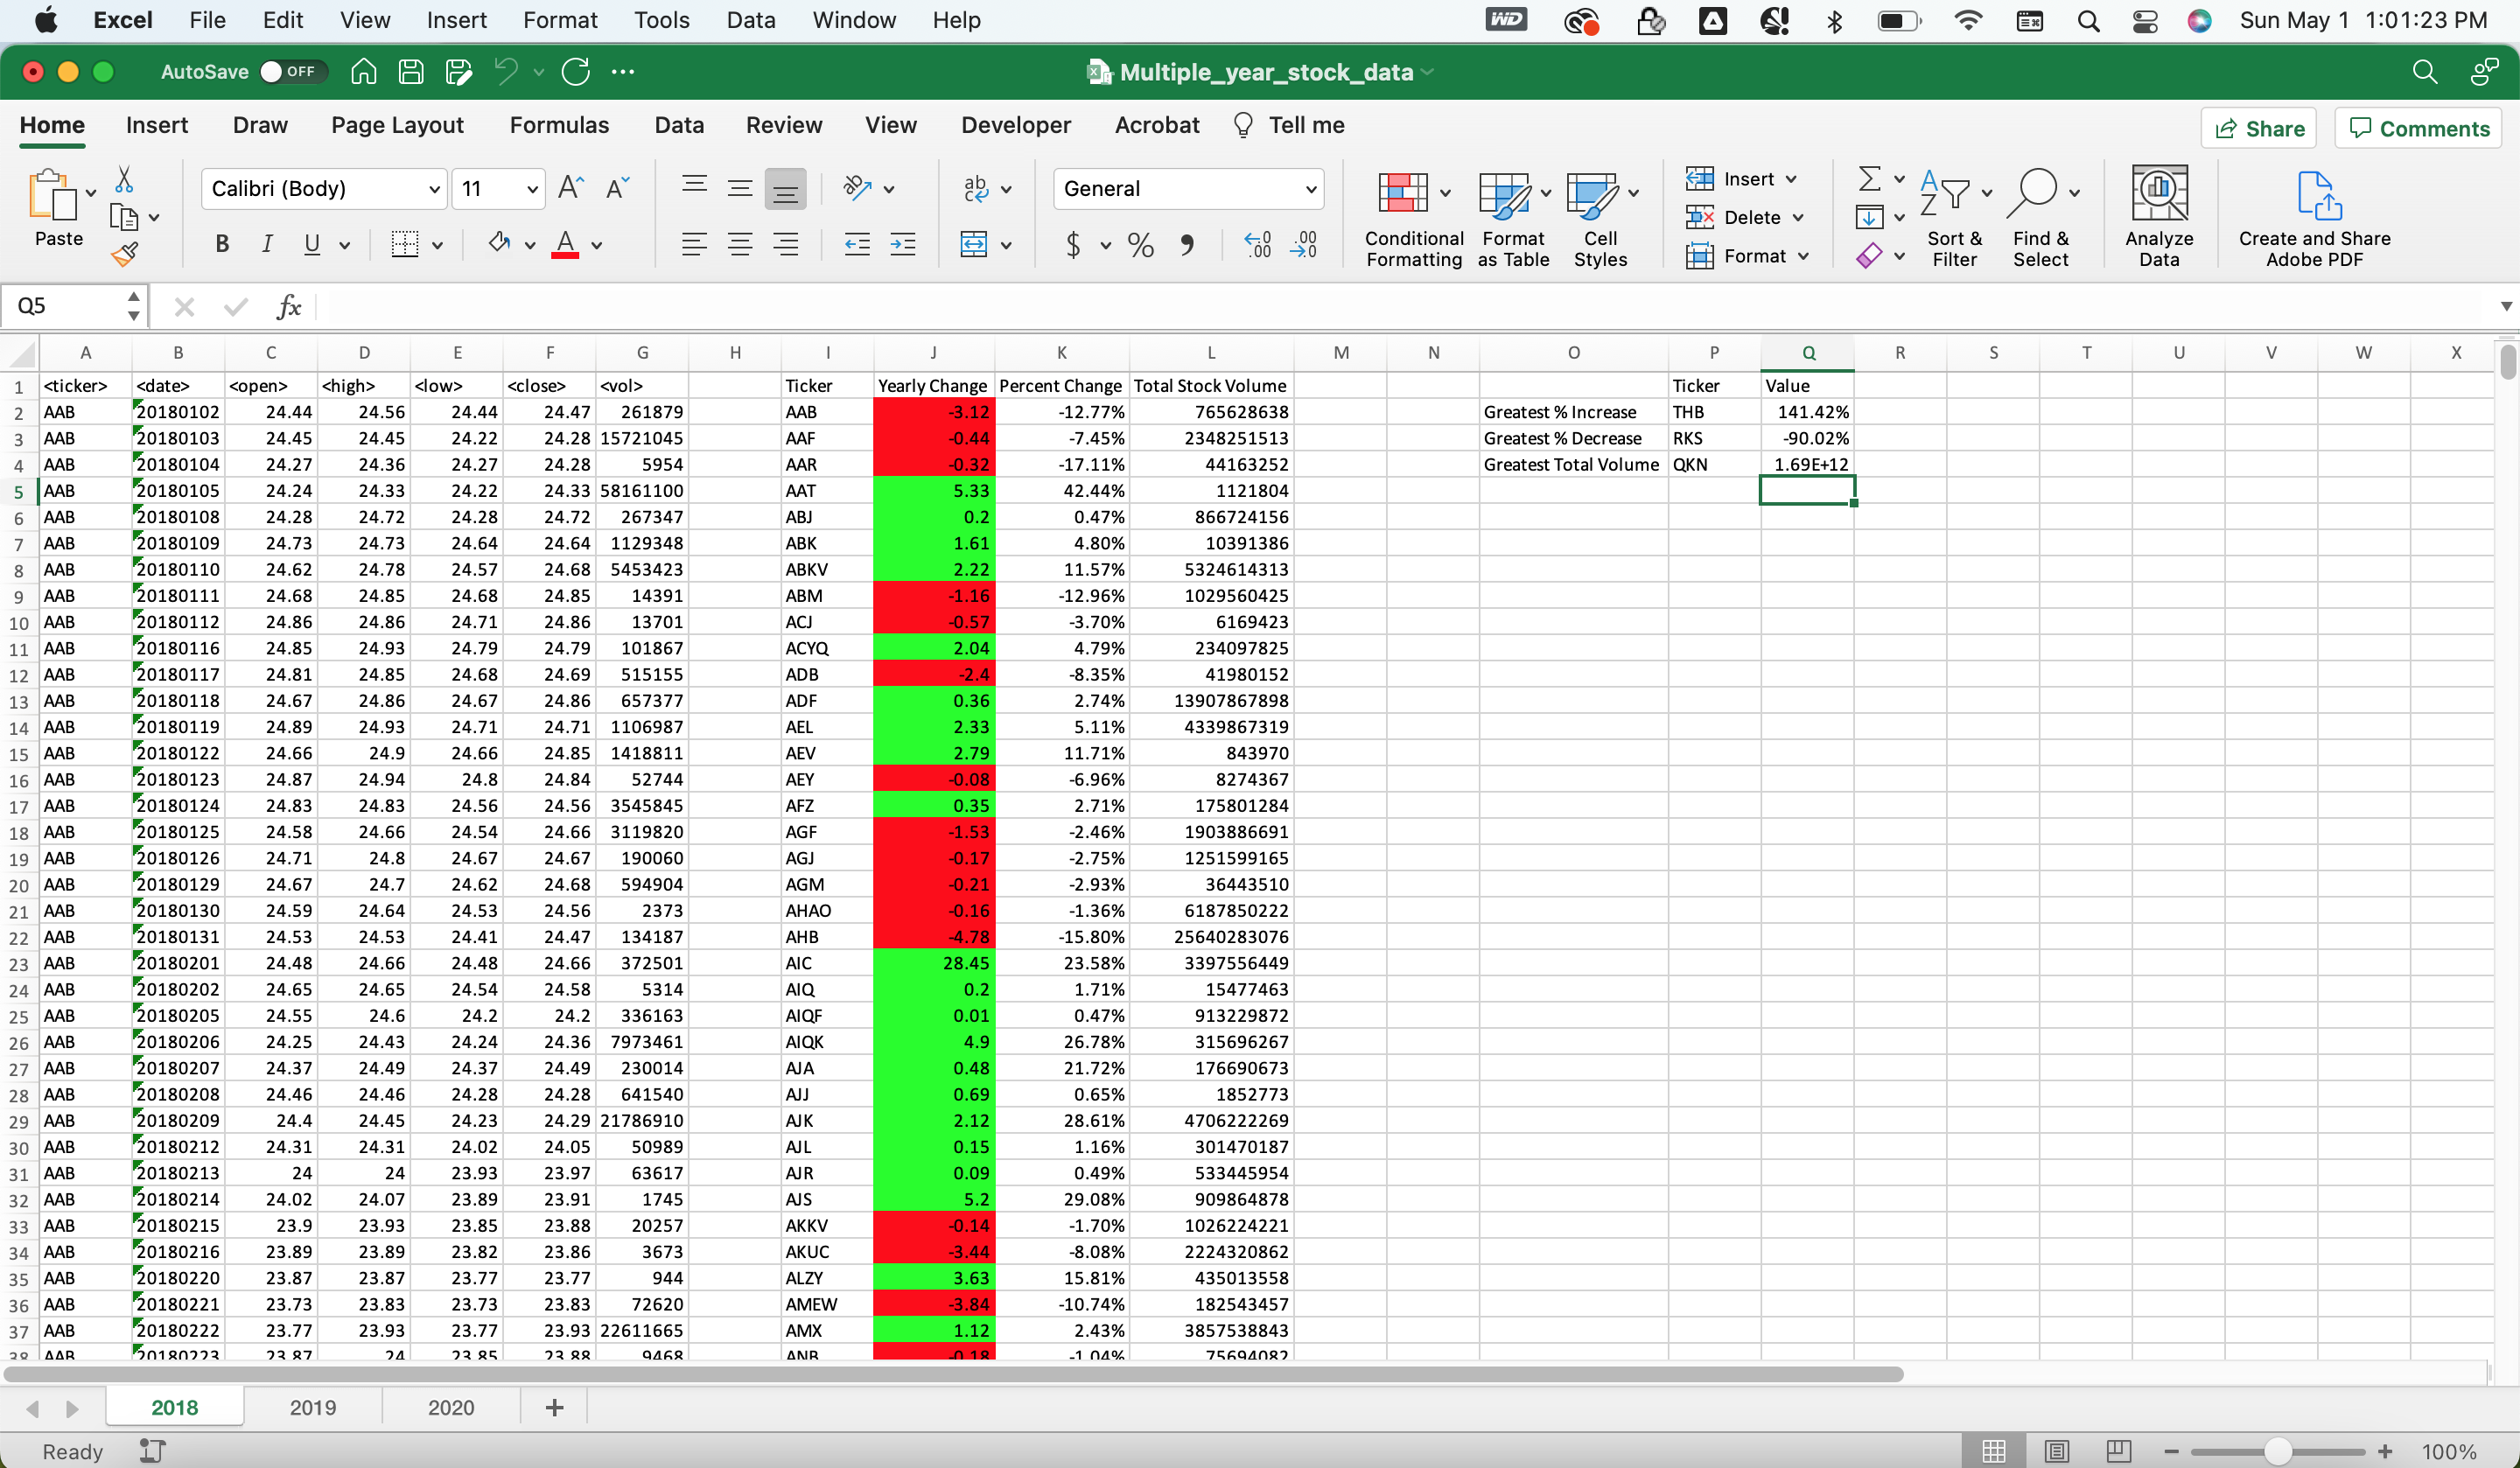 Excel File Edit View Insert Format Tools Data Window Help WD Sun May 1 1:01:23 PM
AutoSave OFF Multiple_year_stock_data
Home Insert Draw Page Layout Formulas Data Review View Developer Acrobat Tell me Share Comments
Paste Calibri (Body) 11 General Conditional Formatting Format as Table Cell Styles Insert Delete Format Sort & Filter Find & Select Analyze Data Create and Share Adobe PDF
Q5 fx
A B C D E F G H I J K L M N O P Q R S T U V W X
1 <ticker> <date> <open> <high> <low> <close> <vol> Ticker Yearly Change Percent Change Total Stock Volume Ticker Value
2 AAB 20180102 24.44 24.56 24.44 24.47 261879 AAB -3.12 -12.77% 765628638 Greatest % Increase THB 141.42%
3 AAB 20180103 24.45 24.45 24.22 24.28 15721045 AAF -0.44 -7.45% 2348251513 Greatest % Decrease RKS -90.02%
4 AAB 20180104 24.27 24.36 24.27 24.28 5954 AAR -0.32 -17.11% 44163252 Greatest Total Volume QKN 1.69E+12
5 AAB 20180105 24.24 24.33 24.22 24.33 58161100 AAT 5.33 42.44% 1121804
6 AAB 20180108 24.28 24.72 24.28 24.72 267347 ABJ 0.2 0.47% 866724156
7 AAB 20180109 24.73 24.73 24.64 24.64 1129348 ABK 1.61 4.80% 10391386
8 AAB 20180110 24.62 24.78 24.57 24.68 5453423 ABKV 2.22 11.57% 5324614313
9 AAB 20180111 24.68 24.85 24.68 24.85 14391 ABM -1.16 -12.96% 1029560425
10 AAB 20180112 24.86 24.86 24.71 24.86 13701 ACJ -0.57 -3.70% 6169423
11 AAB 20180116 24.85 24.93 24.79 24.79 101867 ACYQ 2.04 4.79% 234097825
12 AAB 20180117 24.81 24.85 24.68 24.69 515155 ADB -2.4 -8.35% 41980152
13 AAB 20180118 24.67 24.86 24.67 24.86 657377 ADF 0.36 2.74% 13907867898
14 AAB 20180119 24.89 24.93 24.71 24.71 1106987 AEL 2.33 5.11% 4339867319
15 AAB 20180122 24.66 24.9 24.66 24.85 1418811 AEV 2.79 11.71% 843970
16 AAB 20180123 24.87 24.94 24.8 24.84 52744 AEY -0.08 -6.96% 8274367
17 AAB 20180124 24.83 24.83 24.56 24.56 3545845 AFZ 0.35 2.71% 175801284
18 AAB 20180125 24.58 24.66 24.54 24.66 3119820 AGF -1.53 -2.46% 1903886691
19 AAB 20180126 24.71 24.8 24.67 24.67 190060 AGJ -0.17 -2.75% 1251599165
20 AAB 20180129 24.67 24.7 24.62 24.68 594904 AGM -0.21 -2.93% 36443510
21 AAB 20180130 24.59 24.64 24.53 24.56 2373 AHAO -0.16 -1.36% 6187850222
22 AAB 20180131 24.53 24.53 24.41 24.47 134187 AHB -4.78 -15.80% 25640283076
23 AAB 20180201 24.48 24.66 24.48 24.66 372501 AIC 28.45 23.58% 3397556449
24 AAB 20180202 24.65 24.65 24.54 24.58 5314 AIQ 0.2 1.71% 15477463
25 AAB 20180205 24.55 24.6 24.2 24.2 336163 AIQF 0.01 0.47% 913229872
26 AAB 20180206 24.25 24.43 24.24 24.36 7973461 AIQK 4.9 26.78% 315696267
27 AAB 20180207 24.37 24.49 24.37 24.49 230014 AJA 0.48 21.72% 176690673
28 AAB 20180208 24.46 24.46 24.28 24.28 641540 AJJ 0.69 0.65% 1852773
29 AAB 20180209 24.4 24.45 24.23 24.29 21786910 AJK 2.12 28.61% 4706222269
30 AAB 20180212 24.31 24.31 24.02 24.05 50989 AJL 0.15 1.16% 301470187
31 AAB 20180213 24 24 23.93 23.97 63617 AJR 0.09 0.49% 533445954
32 AAB 20180214 24.02 24.07 23.89 23.91 1745 AJS 5.2 29.08% 909864878
33 AAB 20180215 23.9 23.93 23.85 23.88 20257 AKKV -0.14 -1.70% 1026224221
34 AAB 20180216 23.89 23.89 23.82 23.86 3673 AKUC -3.44 -8.08% 2224320862
35 AAB 20180220 23.87 23.87 23.77 23.77 944 ALZY 3.63 15.81% 435013558
36 AAB 20180221 23.73 23.83 23.73 23.83 72620 AMEW -3.84 -10.74% 182543457
37 AAB 20180222 23.77 23.93 23.77 23.93 22611665 AMX 1.12 2.43% 3857538843
38 AAB 20180223 23.87 24 23.85 23.88 9468 ANB -0.18 -1.04% 75694082
2018 2019 2020 +
Ready 100%